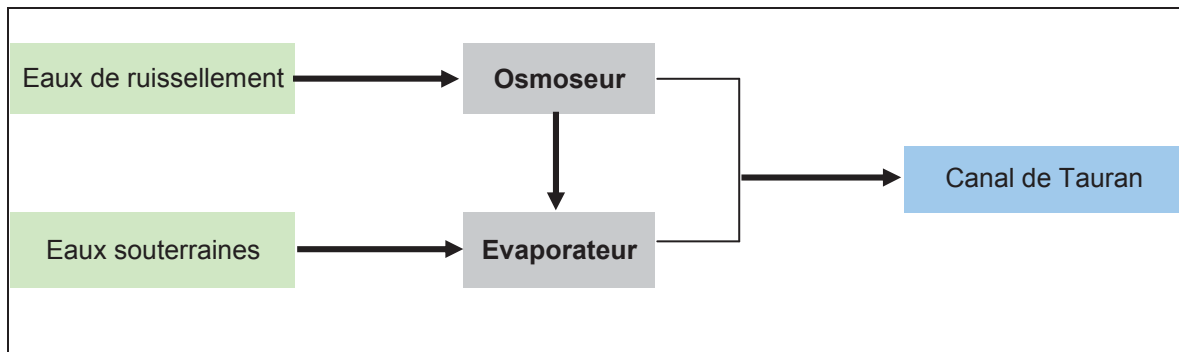 Eaux de ruissellement
Osmoseur
Canal de Tauran
Eaux souterraines
Evaporateur